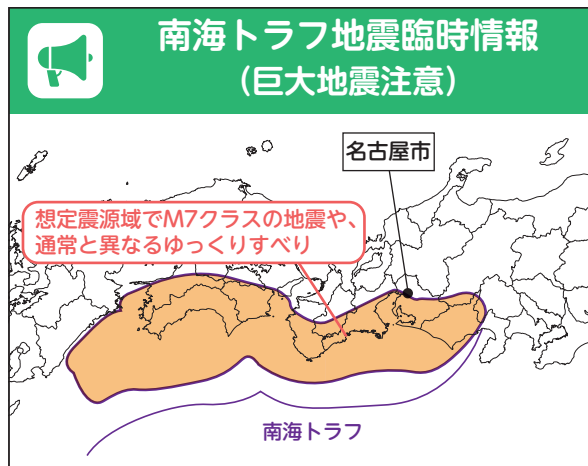 南海トラフ地震臨時情報
（巨大地震注意）
名古屋市
想定震源域でM7クラスの地震や、
通常と異なるゆっくりすべり
南海トラフ